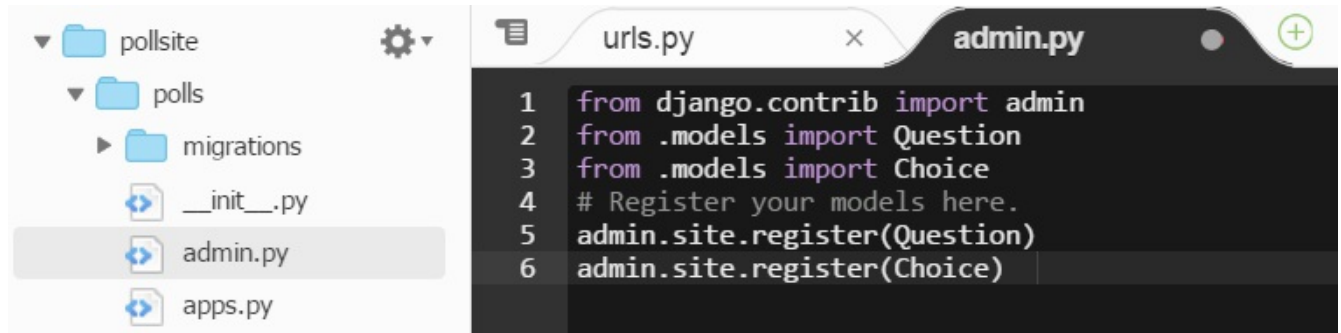 pollsite
polls
migrations
__init__.py
admin.py
apps.py
urls.py
admin.py
1 from django.contrib import admin
2 from .models import Question
3 from .models import Choice
4 # Register your models here.
5 admin.site.register(Question)
6 admin.site.register(Choice)